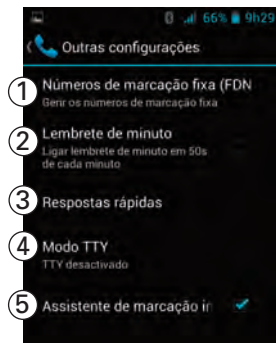 66% 9h29
Outras configurações
1 Números de marcação fixa (FDN
Gerir os números de marcação fixa
2 Lembrete de minuto
Ligar lembrete de minuto em 50s
de cada minuto
3 Respostas rápidas
4 Modo TTY
TTY desactivado
5 Assistente de marcação in